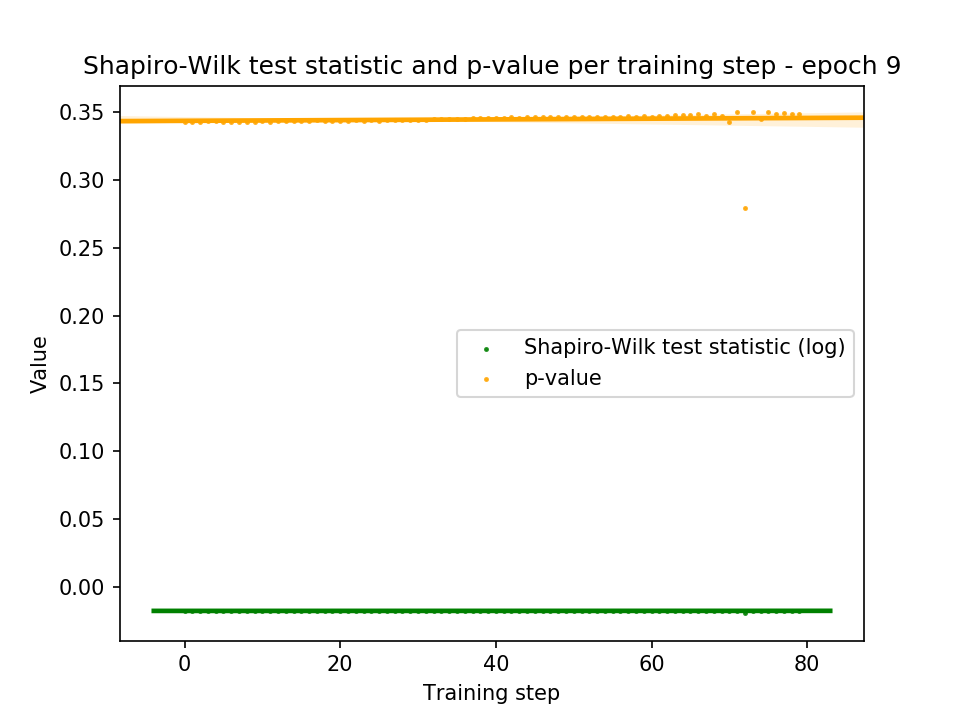 Shapiro-Wilk test statistic and p-value per training step - epoch 9
0.35
0.30
0.25
0.20
0.15
0.10
0.05
0.00
Value
Shapiro-Wilk test statistic (log)
p-value
0 20 40 60 80
Training step